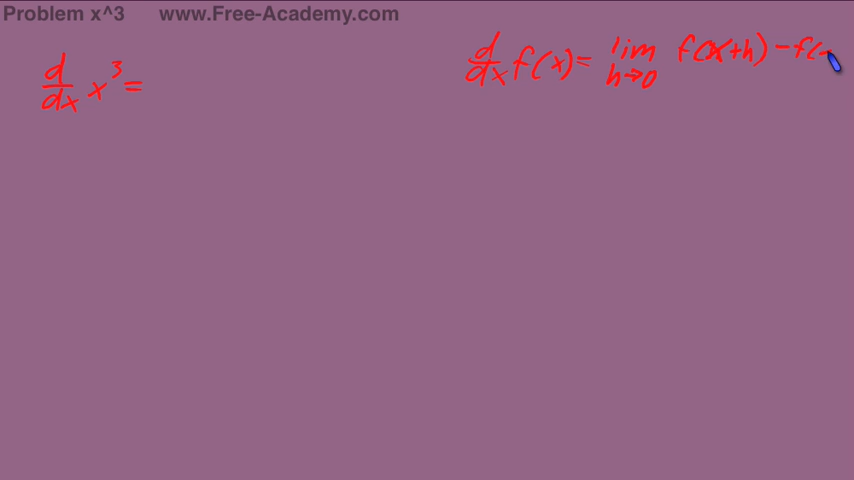 Problem x^3 www.Free-Academy.com
d/dx x³ =
d/dx f(x) = lim h→0 f(x+h) - f(